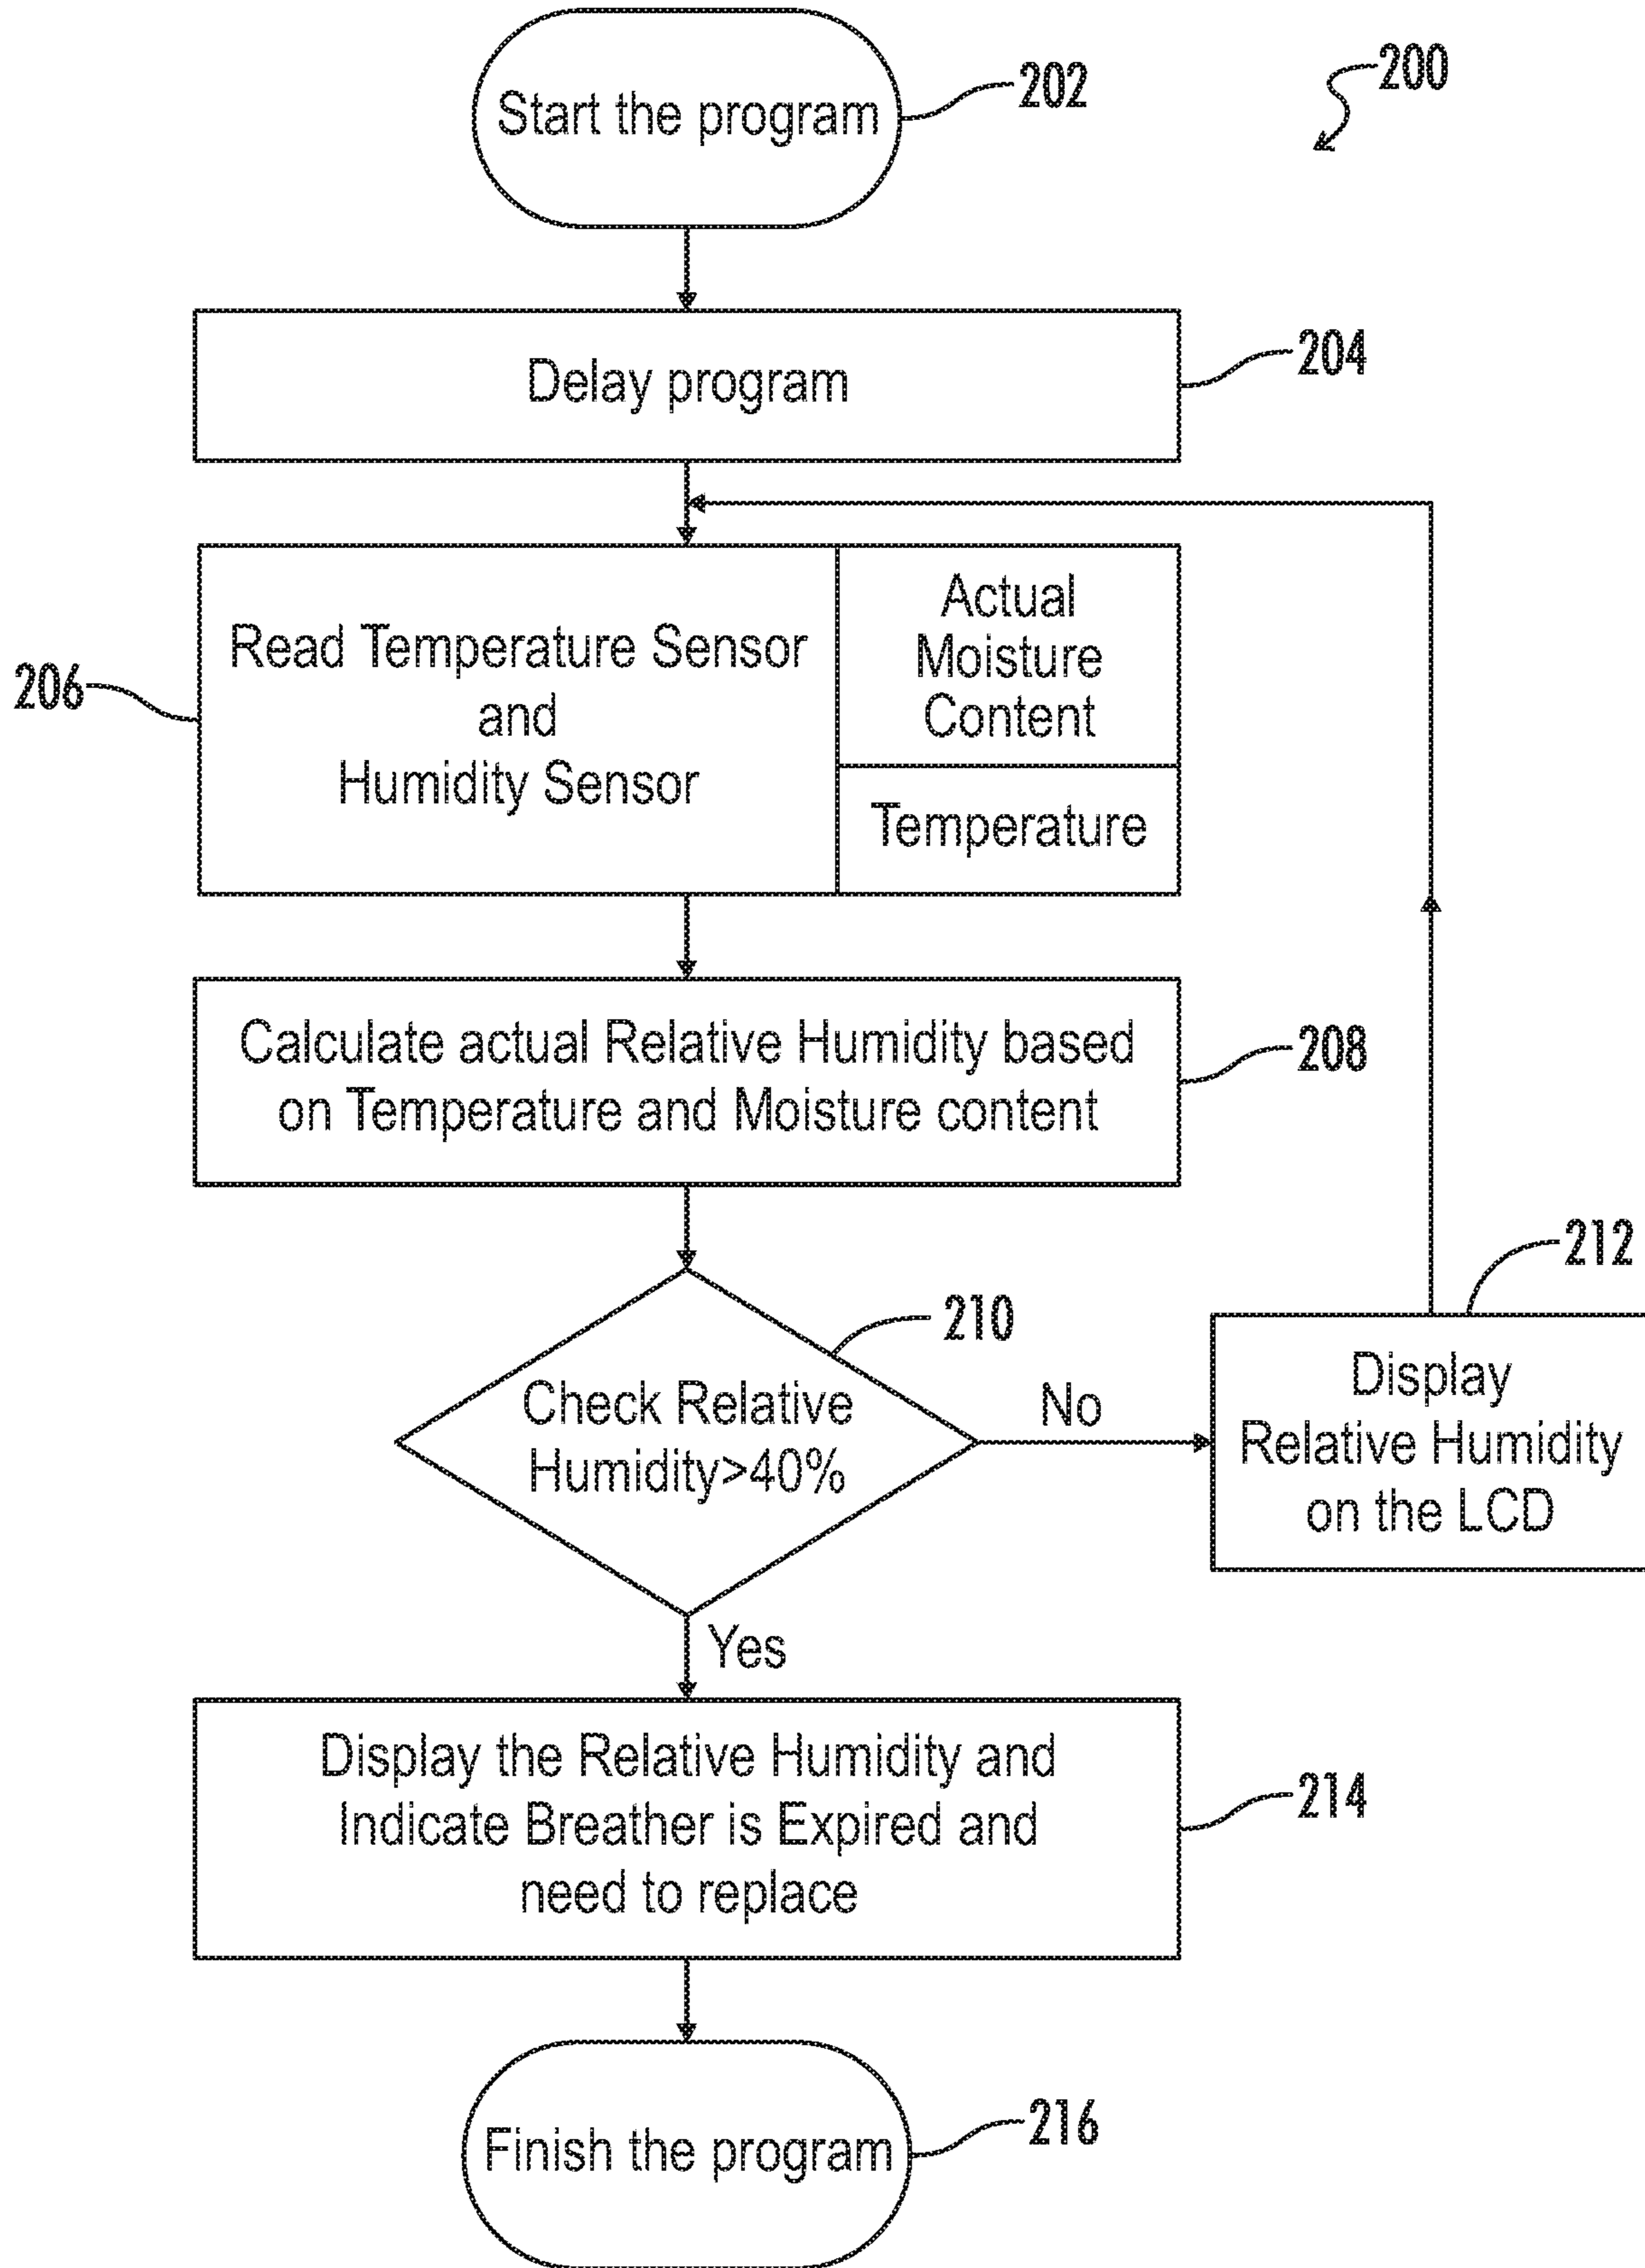 200
Start the program
202
Delay program
204
206
Read Temperature Sensor
and
Humidity Sensor
Actual
Moisture
Content
Temperature
Calculate actual Relative Humidity based
on Temperature and Moisture content
208
Check Relative
Humidity>40%
210
No
212
Display
Relative Humidity
on the LCD
Yes
Display the Relative Humidity and
Indicate Breather is Expired and
need to replace
214
Finish the program
216